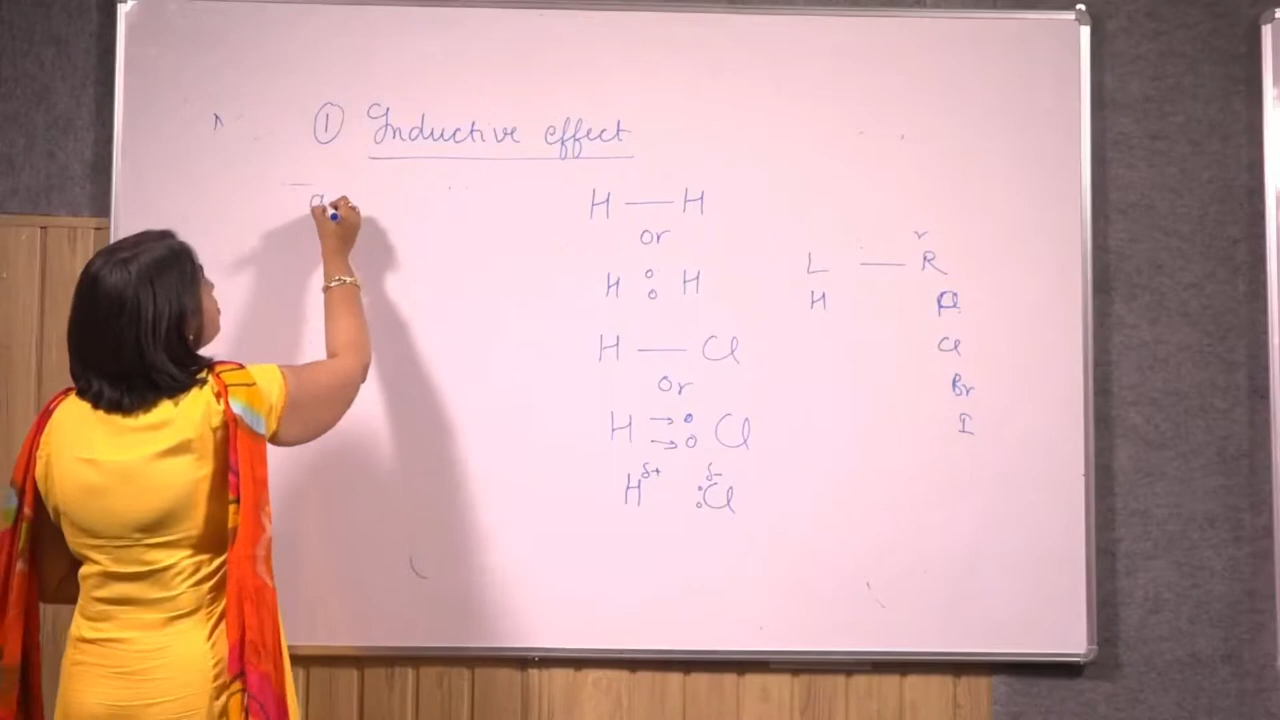 ① Inductive effect
H — H
or
H : H
H — Cl
Or
H →→ : Cl
Hδ+ :Clδ-
L — R
H
Cl
Br
I